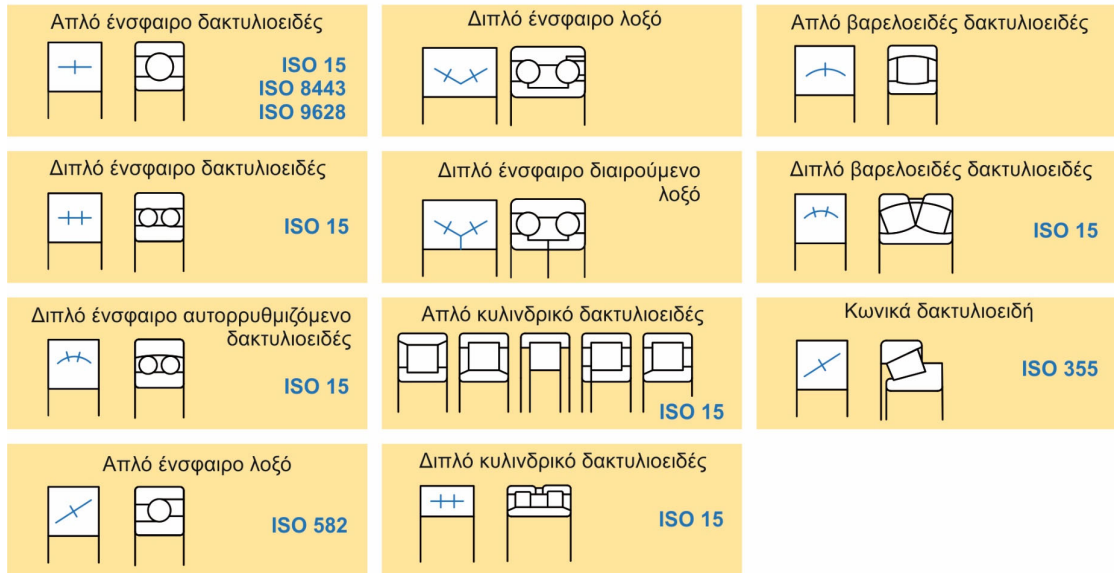 Απλό ένσφαιρο δακτυλιοειδές
ISO 15
ISO 8443
ISO 9628
Διπλό ένσφαιρο λοξό
Απλό βαρελοειδές δακτυλιοειδές
Διπλό ένσφαιρο δακτυλιοειδές
ISO 15
Διπλό ένσφαιρο διαιρούμενο
λοξό
Διπλό βαρελοειδές δακτυλιοειδές
ISO 15
Διπλό ένσφαιρο αυτορρυθμιζόμενο
δακτυλιοειδές
ISO 15
Απλό κυλινδρικό δακτυλιοειδές
ISO 15
Κωνικά δακτυλιοειδή
ISO 355
Απλό ένσφαιρο λοξό
ISO 582
Διπλό κυλινδρικό δακτυλιοειδές
ISO 15